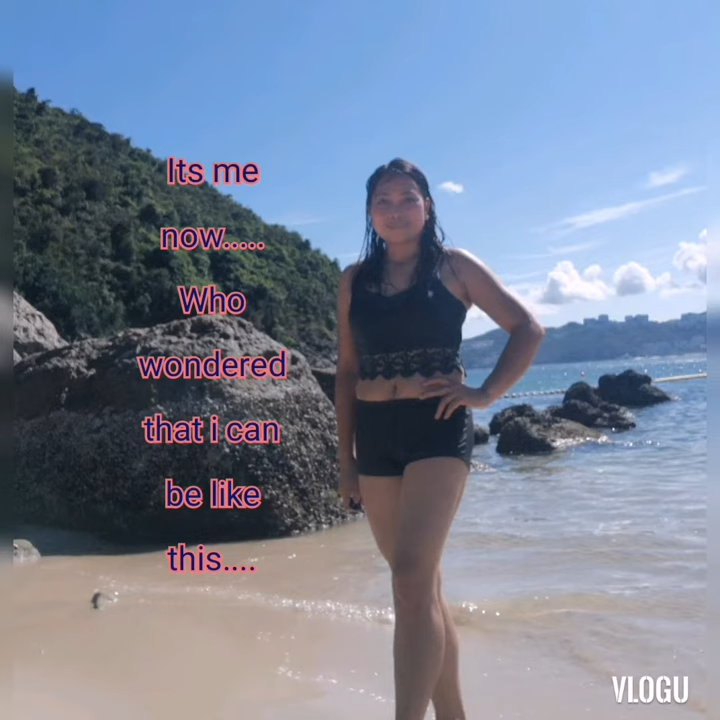 Its me
now.....
Who
wondered
that i can
be like
this....
VLOGU